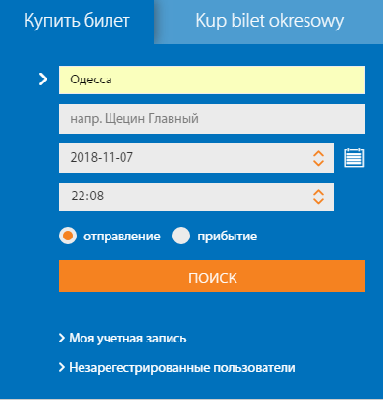 Купить билет
Kup bilet okresowy
Одесса
напр. Щецин Главный
2018-11-07
22:08
отправление прибытие
ПОИСК
Моя учетная запись
Незарегестрированные пользователи